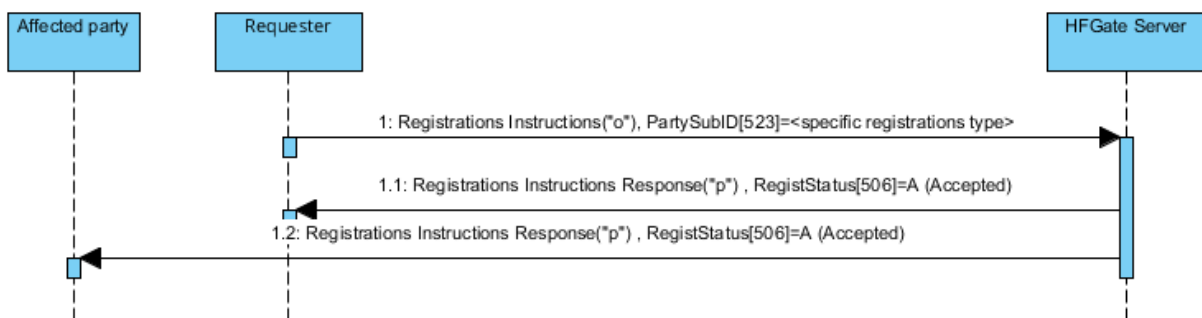 Affected party
Requester
HFGate Server
1: Registrations Instructions("o"), PartySubID[523]=<specific registrations type>
1.1: Registrations Instructions Response("p") , RegistStatus[506]=A (Accepted)
1.2: Registrations Instructions Response("p") , RegistStatus[506]=A (Accepted)